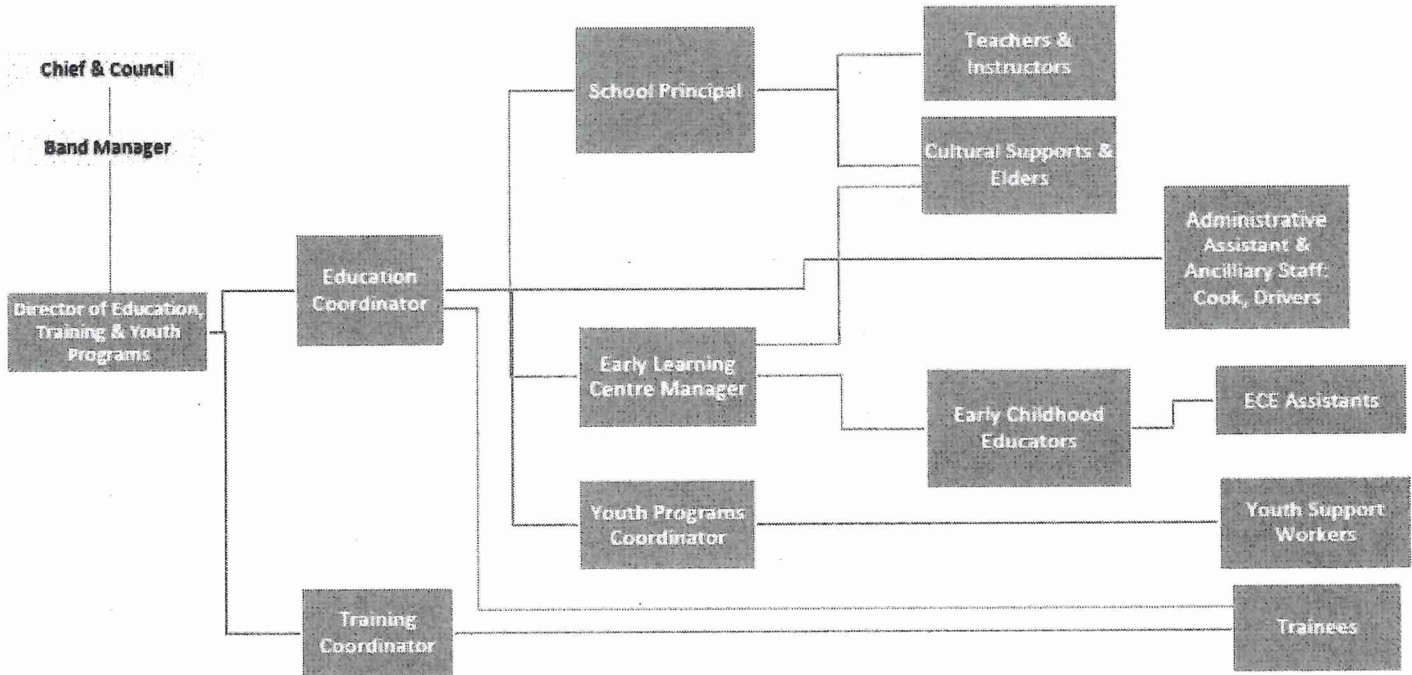 Chief & Council
Band Manager
Director of Education,
Training & Youth
Programs
Education
Coordinator
Training
Coordinator
School Principal
Early Learning
Centre Manager
Youth Programs
Coordinator
Teachers &
Instructors
Cultural Supports &
Elders
Early Childhood
Educators
Administrative
Assistant &
Ancilliary Staff:
Cook, Drivers
ECE Assistants
Youth Support
Workers
Trainees